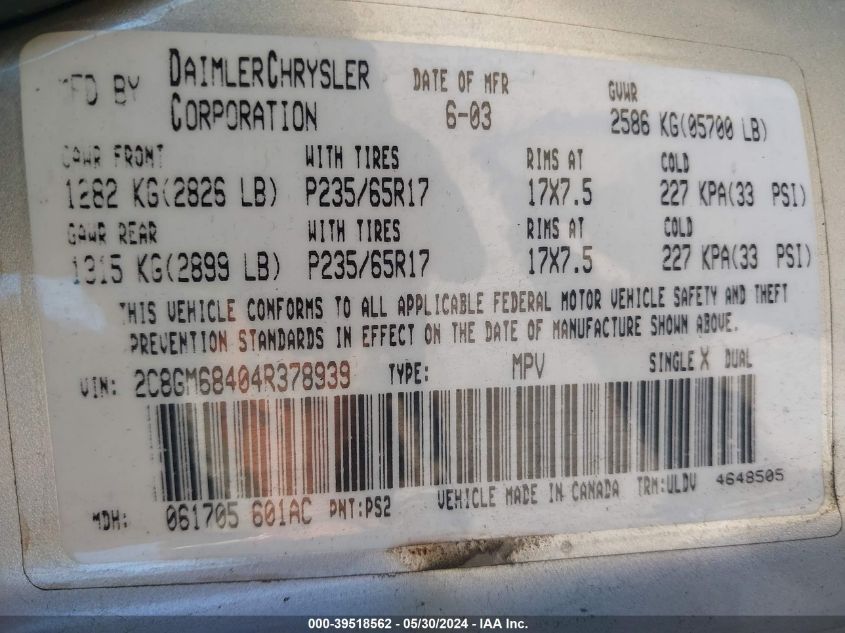 MFD BY DAIMLERCHRYSLER CORPORATION DATE OF MFR 6-03 GVWR 2586 KG(05700 LB)
GAWR FRONT WITH TIRES RIMS AT COLD
1282 KG(2826 LB) P235/65R17 17X7.5 227 KPA(33 PSI)
GAWR REAR WITH TIRES RIMS AT COLD
1315 KG(2899 LB) P235/65R17 17X7.5 227 KPA(33 PSI)
THIS VEHICLE CONFORMS TO ALL APPLICABLE FEDERAL MOTOR VEHICLE SAFETY AND THEFT
PREVENTION STANDARDS IN EFFECT ON THE DATE OF MANUFACTURE SHOWN ABOVE.
VIN: 2C8GM68404R378939 TYPE: MPV SINGLE X DUAL
MDH: 061705 601AC PNT:PS2 VEHICLE MADE IN CANADA TRM:ULDV 4648505
000-39518562 - 05/30/2024 - IAA Inc.